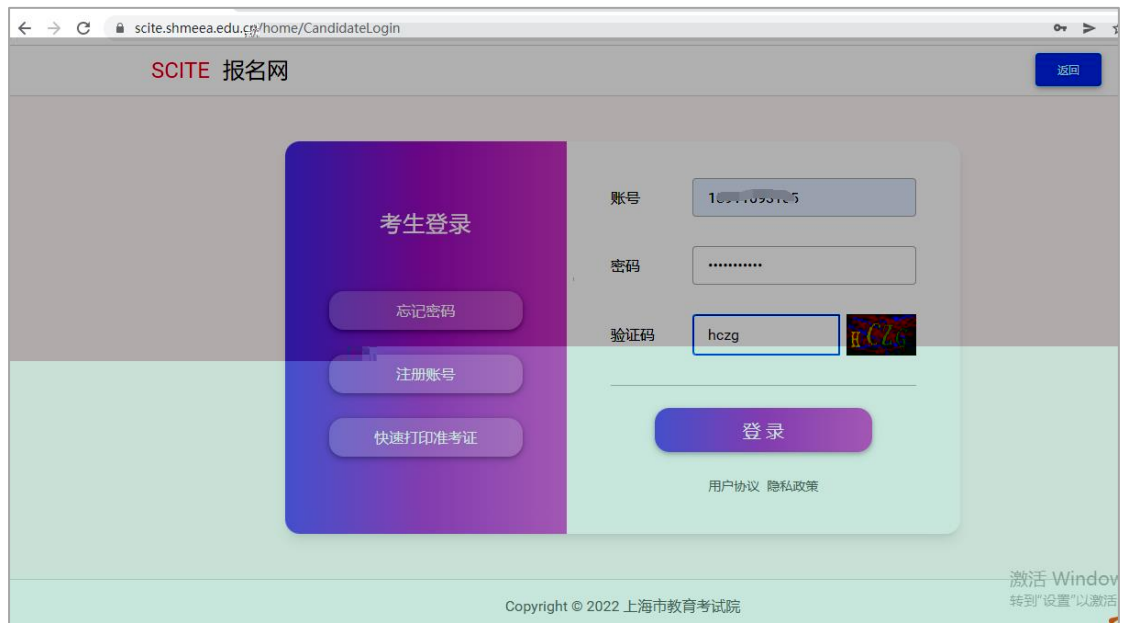 scite.shmeea.edu.cn/home/CandidateLogin
SCITE 报名网
返回
考生登录
忘记密码
注册账号
快速打印准考证
账号
密码
•••••••••••
验证码 hczg HCZG
登录
用户协议 隐私政策
Copyright © 2022 上海市教育考试院
激活 Window
转到"设置"以激活